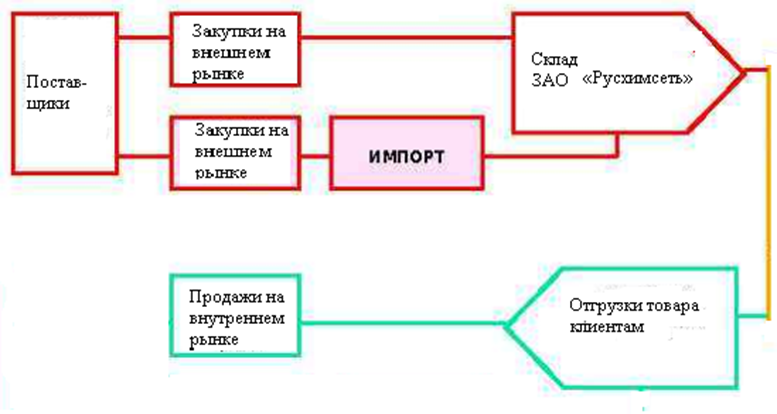 Закупки на
внешнем
рынке
Склад
ЗАО «Русхимсеть»
Постав-
щики
Закупки на
внешнем
рынке
ИМПОРТ
Продажи на
внутреннем
рынке
Отгрузки товара
клиентам